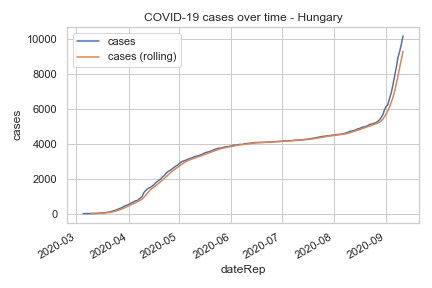 COVID-19 cases over time - Hungary
cases
cases (rolling)
10000
8000
6000
4000
2000
0
cases
2020-03
2020-04
2020-05
2020-06
2020-07
2020-08
2020-09
dateRep